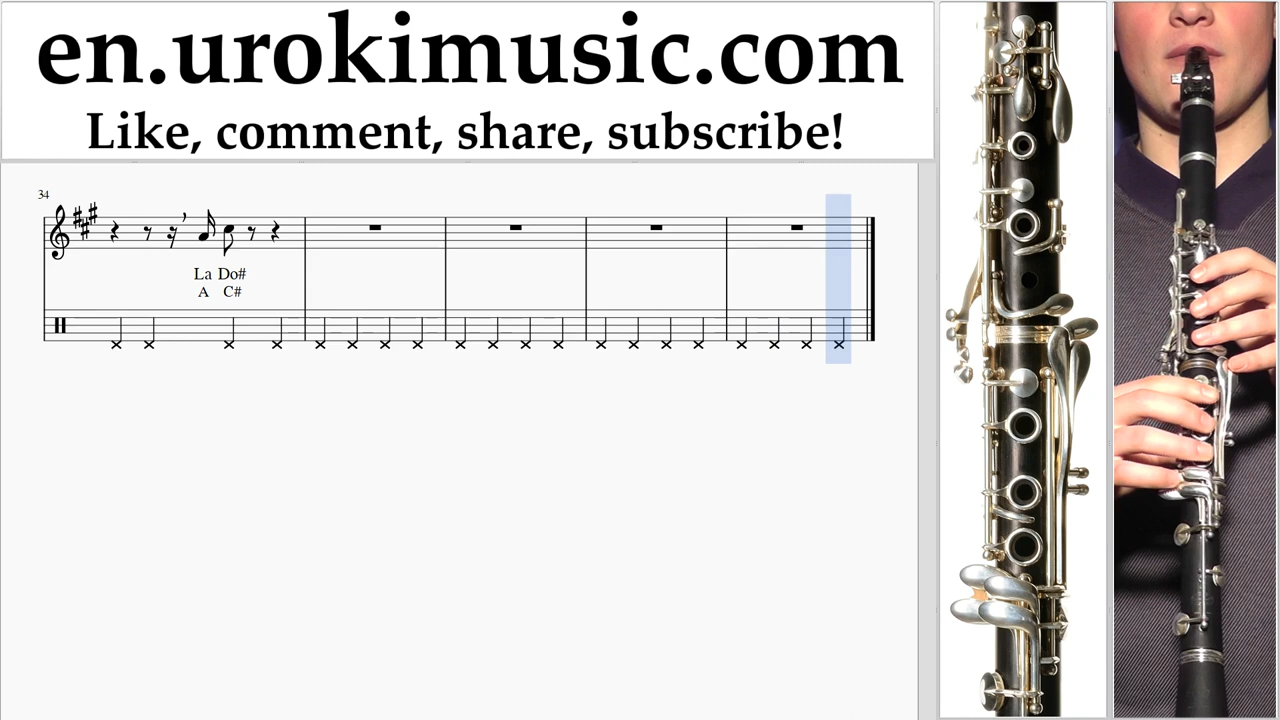 en.urokimusic.com
Like, comment, share, subscribe!
34
La Do#
A C#